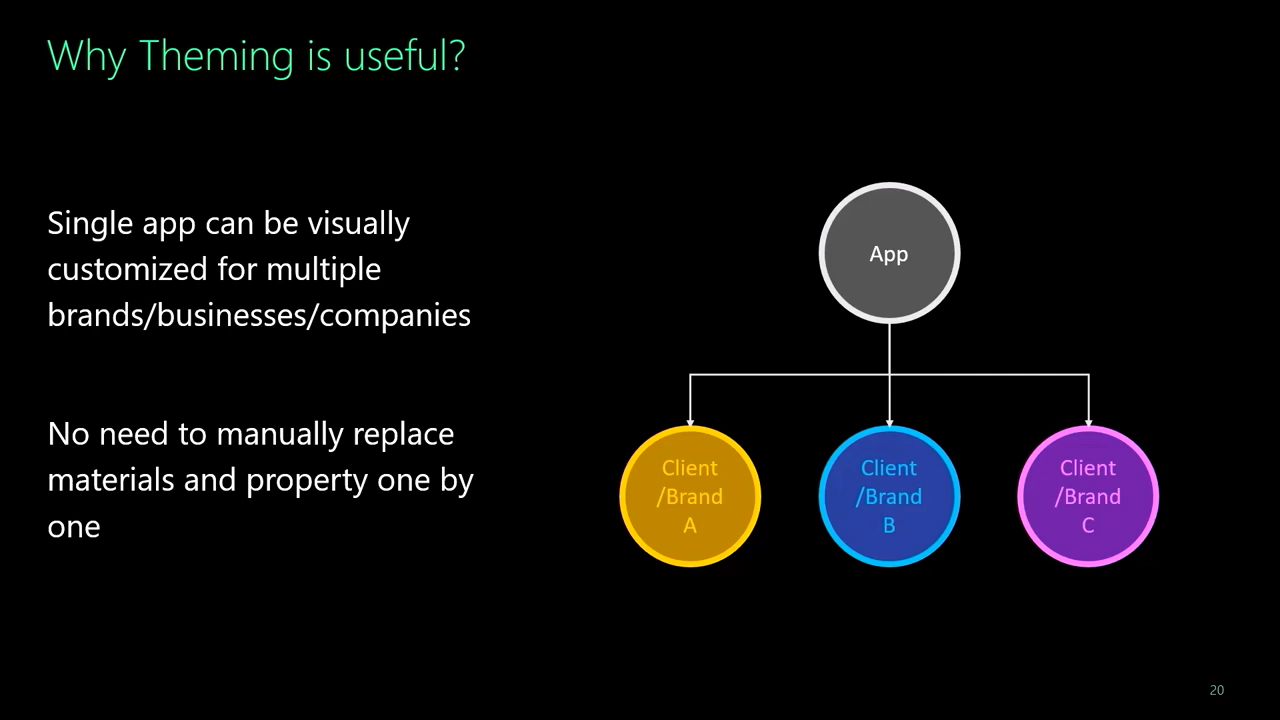 Why Theming is useful?
Single app can be visually
customized for multiple
brands/businesses/companies
No need to manually replace
materials and property one by
one
App
Client
/Brand
A
Client
/Brand
B
Client
/Brand
C
20